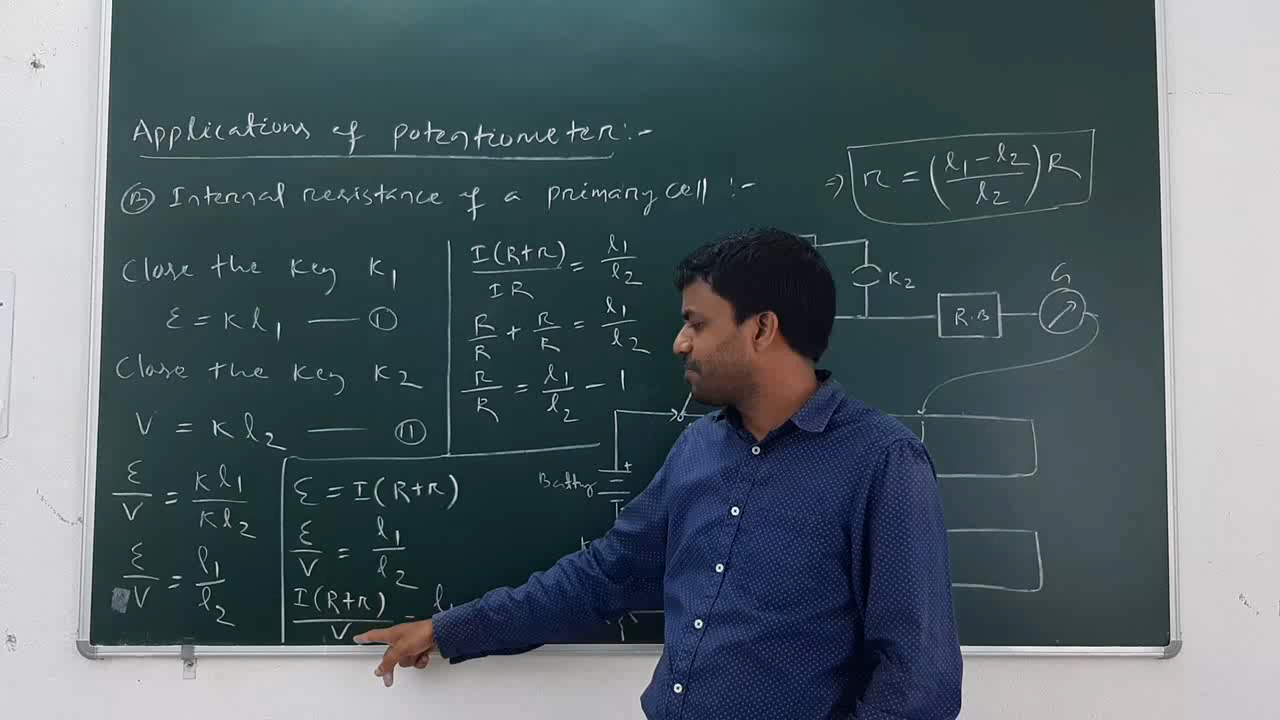 Applications of potentiometer:-
(B) Internal resistance of a primary cell :-
Close the key K₁
ε = Kl₁ —— (I)
Close the key K₂
V = Kl₂ —— (II)
ε/V = Kl₁/Kl₂
ε/V = l₁/l₂
ε = I(R+r)
ε/V = l₁/l₂
I(R+r)/V = l₁
I(R+r)/IR = l₁/l₂
R/R + r/R = l₁/l₂
r/R = l₁/l₂ - 1
⇒ r = (l₁-l₂/l₂)R
K₂
R.B
G
Battery
+